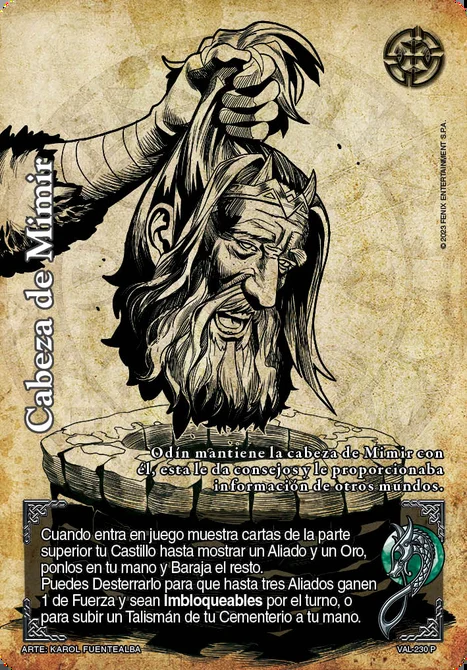 Cabeza de Mimir
© 2023 FENIX ENTERTAINMENT S.P.A.
Odín mantiene la cabeza de Mimir con
él, esta le da consejos y le proporcionaba
información de otros mundos.
Cuando entra en juego muestra cartas de la parte
superior tu Castillo hasta mostrar un Aliado y un Oro,
ponlos en tu mano y Baraja el resto.
Puedes Desterrarlo para que hasta tres Aliados ganen
1 de Fuerza y sean Imbloqueables por el turno, o
para subir un Talismán de tu Cementerio a tu mano.
ARTE: KAROL FUENTEALBA
VAL-230 P